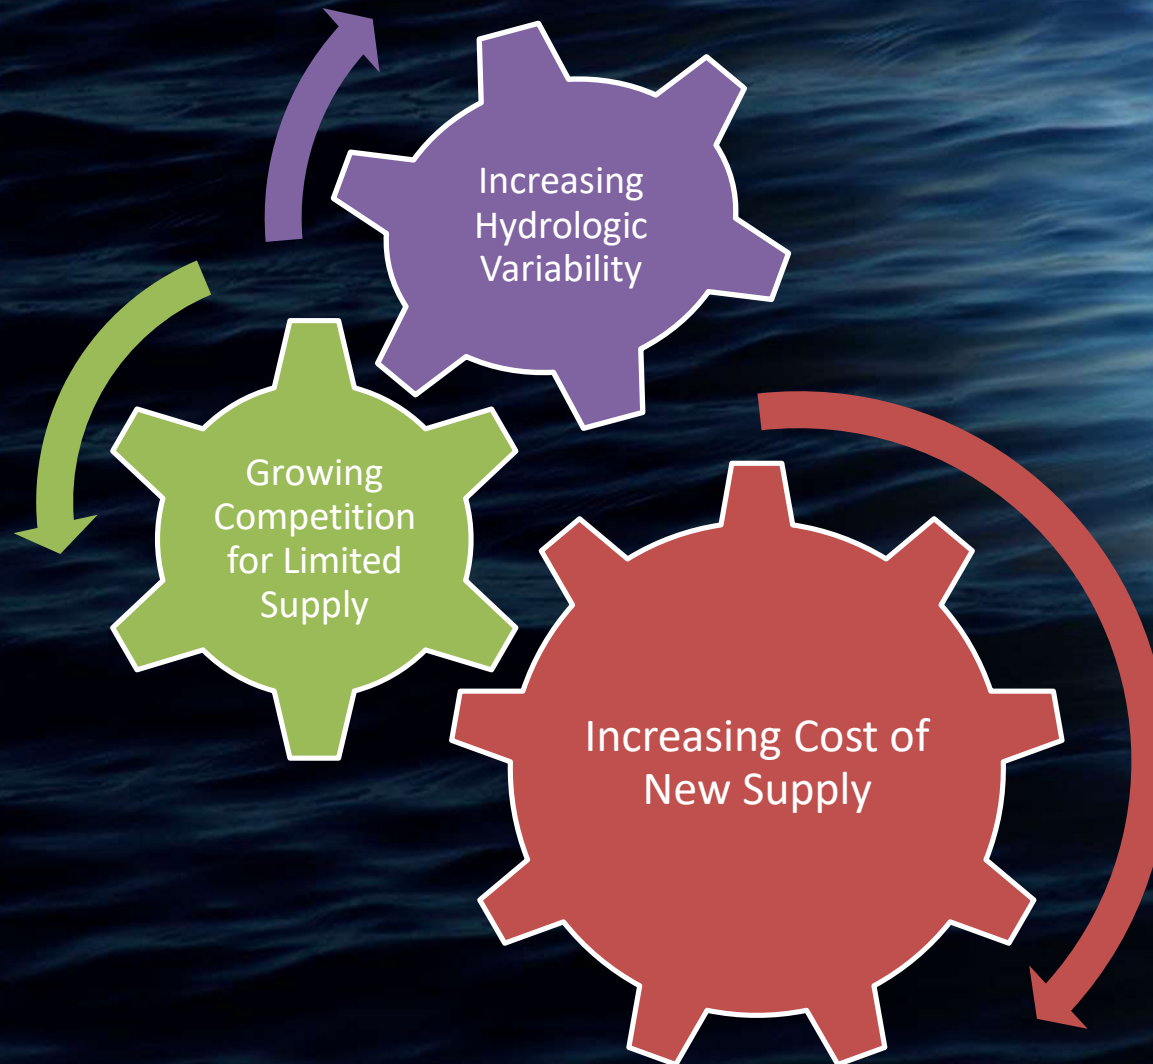 Increasing
Hydrologic
Variability
Growing
Competition
for Limited
Supply
Increasing Cost of
New Supply